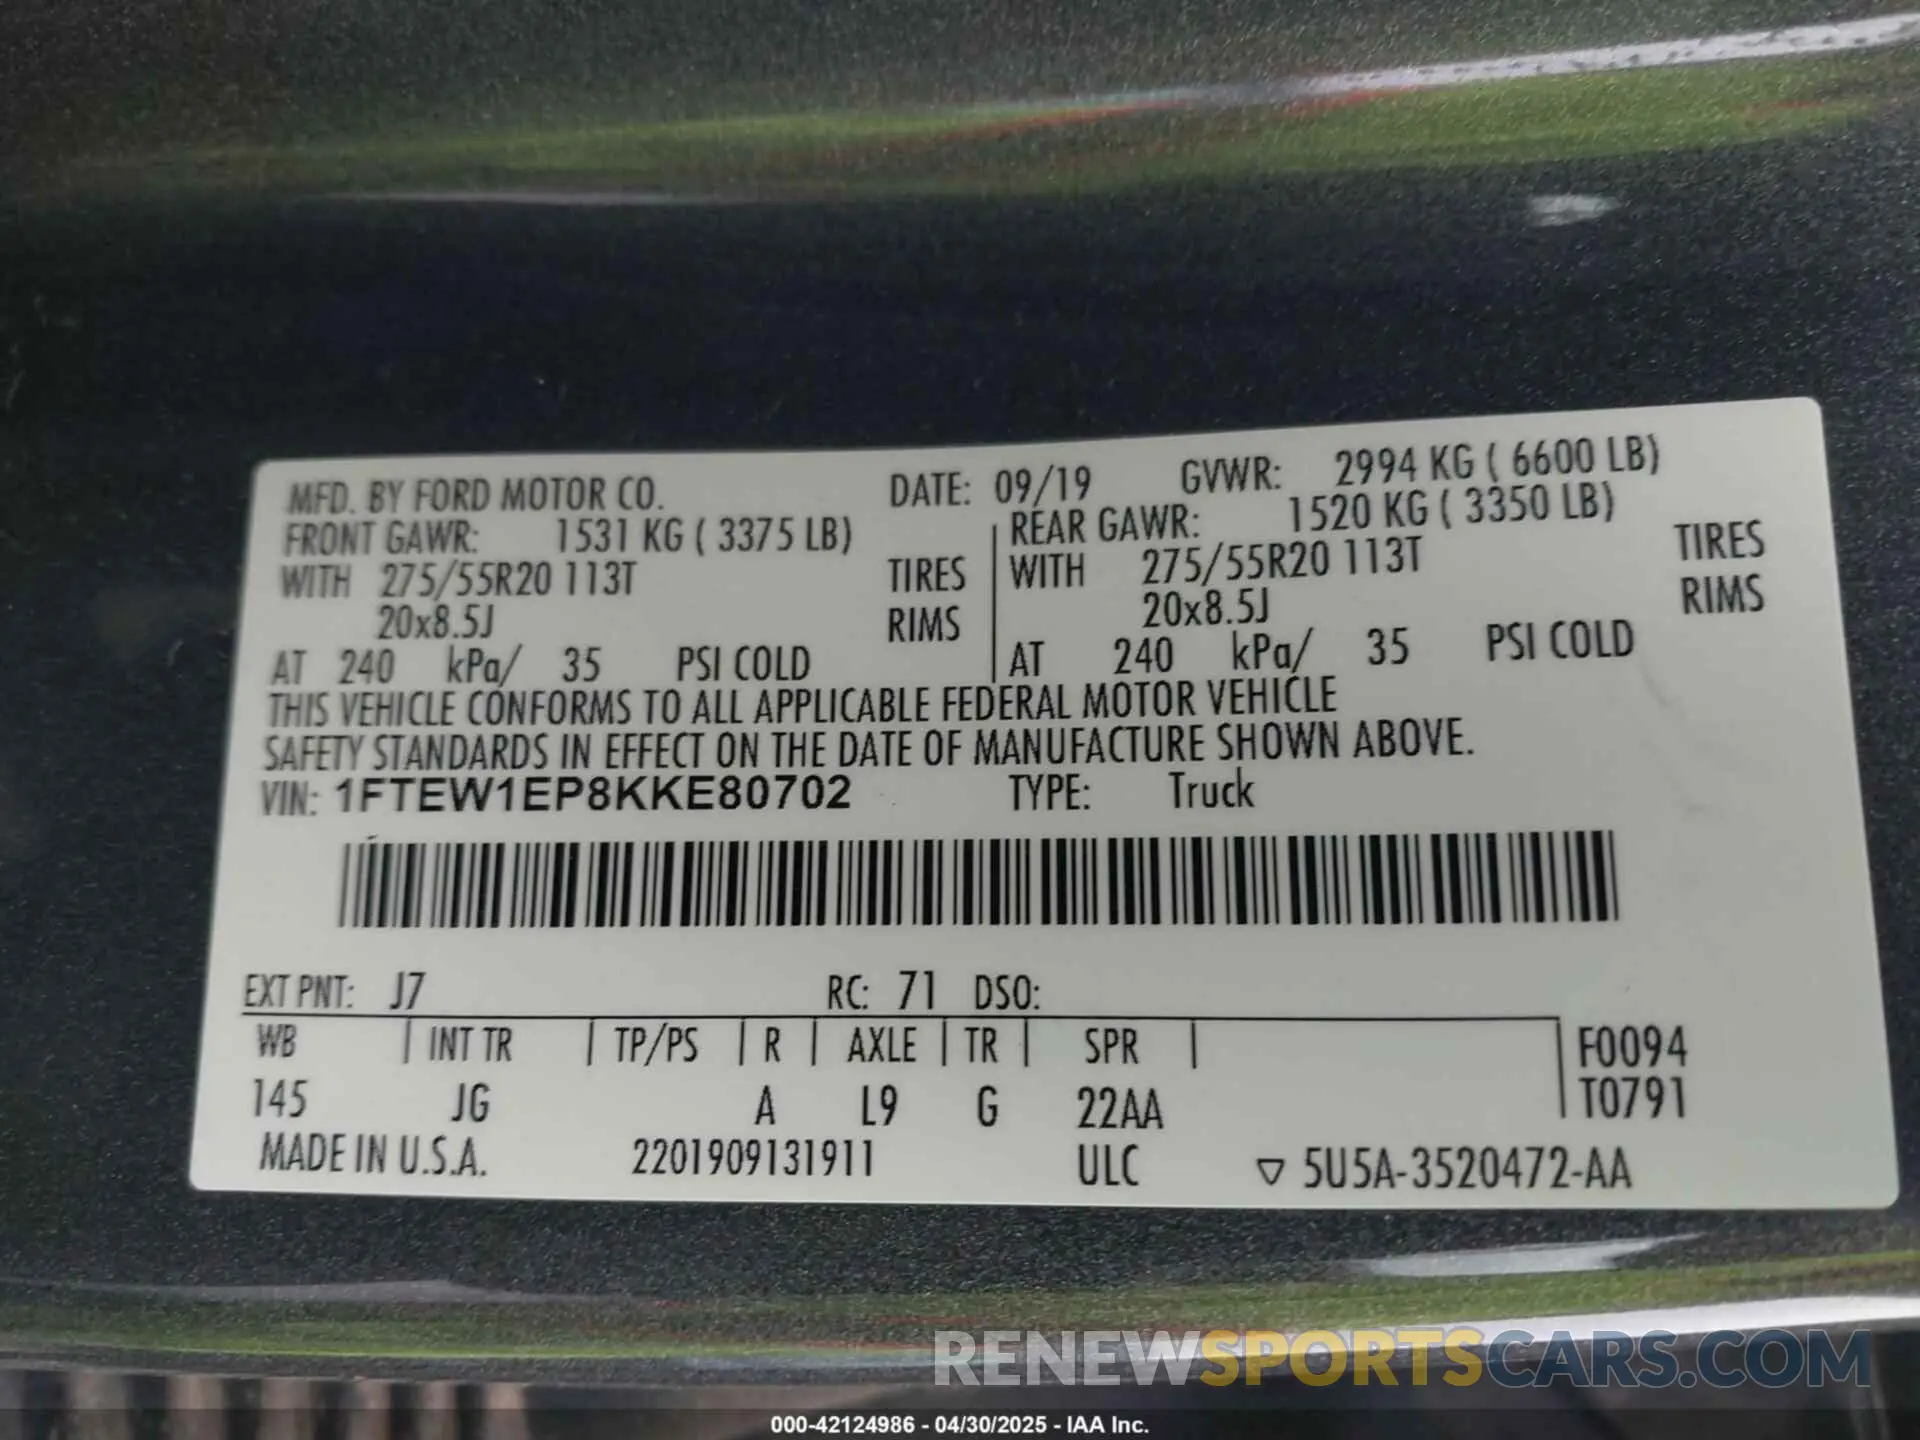 MFD. BY FORD MOTOR CO. DATE: 09/19 GVWR: 2994 KG ( 6600 LB)
FRONT GAWR: 1531 KG ( 3375 LB) REAR GAWR: 1520 KG ( 3350 LB)
WITH 275/55R20 113T TIRES WITH 275/55R20 113T TIRES
20x8.5J RIMS 20x8.5J RIMS
AT 240 kPa/ 35 PSI COLD AT 240 kPa/ 35 PSI COLD
THIS VEHICLE CONFORMS TO ALL APPLICABLE FEDERAL MOTOR VEHICLE
SAFETY STANDARDS IN EFFECT ON THE DATE OF MANUFACTURE SHOWN ABOVE.
VIN: 1FTEW1EP8KKE80702 TYPE: Truck
EXT PNT: J7 RC: 71 DSO:
WB INT TR TP/PS R AXLE TR SPR F0094
145 JG A L9 G 22AA T0791
MADE IN U.S.A. 2201909131911 ULC ▽ 5U5A-3520472-AA
RENEWSPORTSCARS.COM
000-42124986 - 04/30/2025 - IAA Inc.